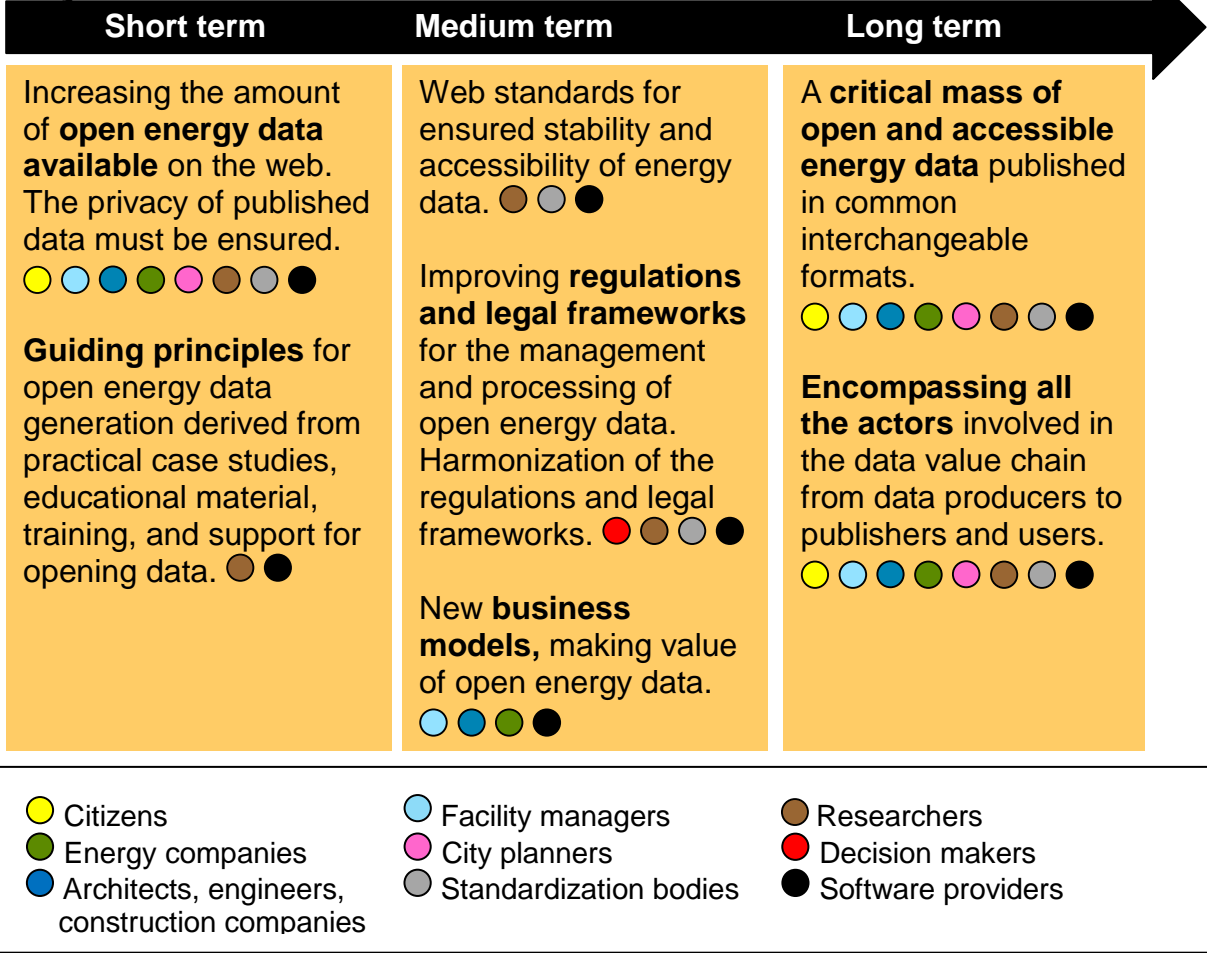 Short term
Medium term
Long term
Increasing the amount
of open energy data
available on the web.
The privacy of published
data must be ensured.
Guiding principles for
open energy data
generation derived from
practical case studies,
educational material,
training, and support for
opening data.
Web standards for
ensured stability and
accessibility of energy
data.
Improving regulations
and legal frameworks
for the management
and processing of
open energy data.
Harmonization of the
regulations and legal
frameworks.
New business
models, making value
of open energy data.
A critical mass of
open and accessible
energy data published
in common
interchangeable
formats.
Encompassing all
the actors involved in
the data value chain
from data producers to
publishers and users.
Citizens
Energy companies
Architects, engineers,
construction companies
Facility managers
City planners
Standardization bodies
Researchers
Decision makers
Software providers